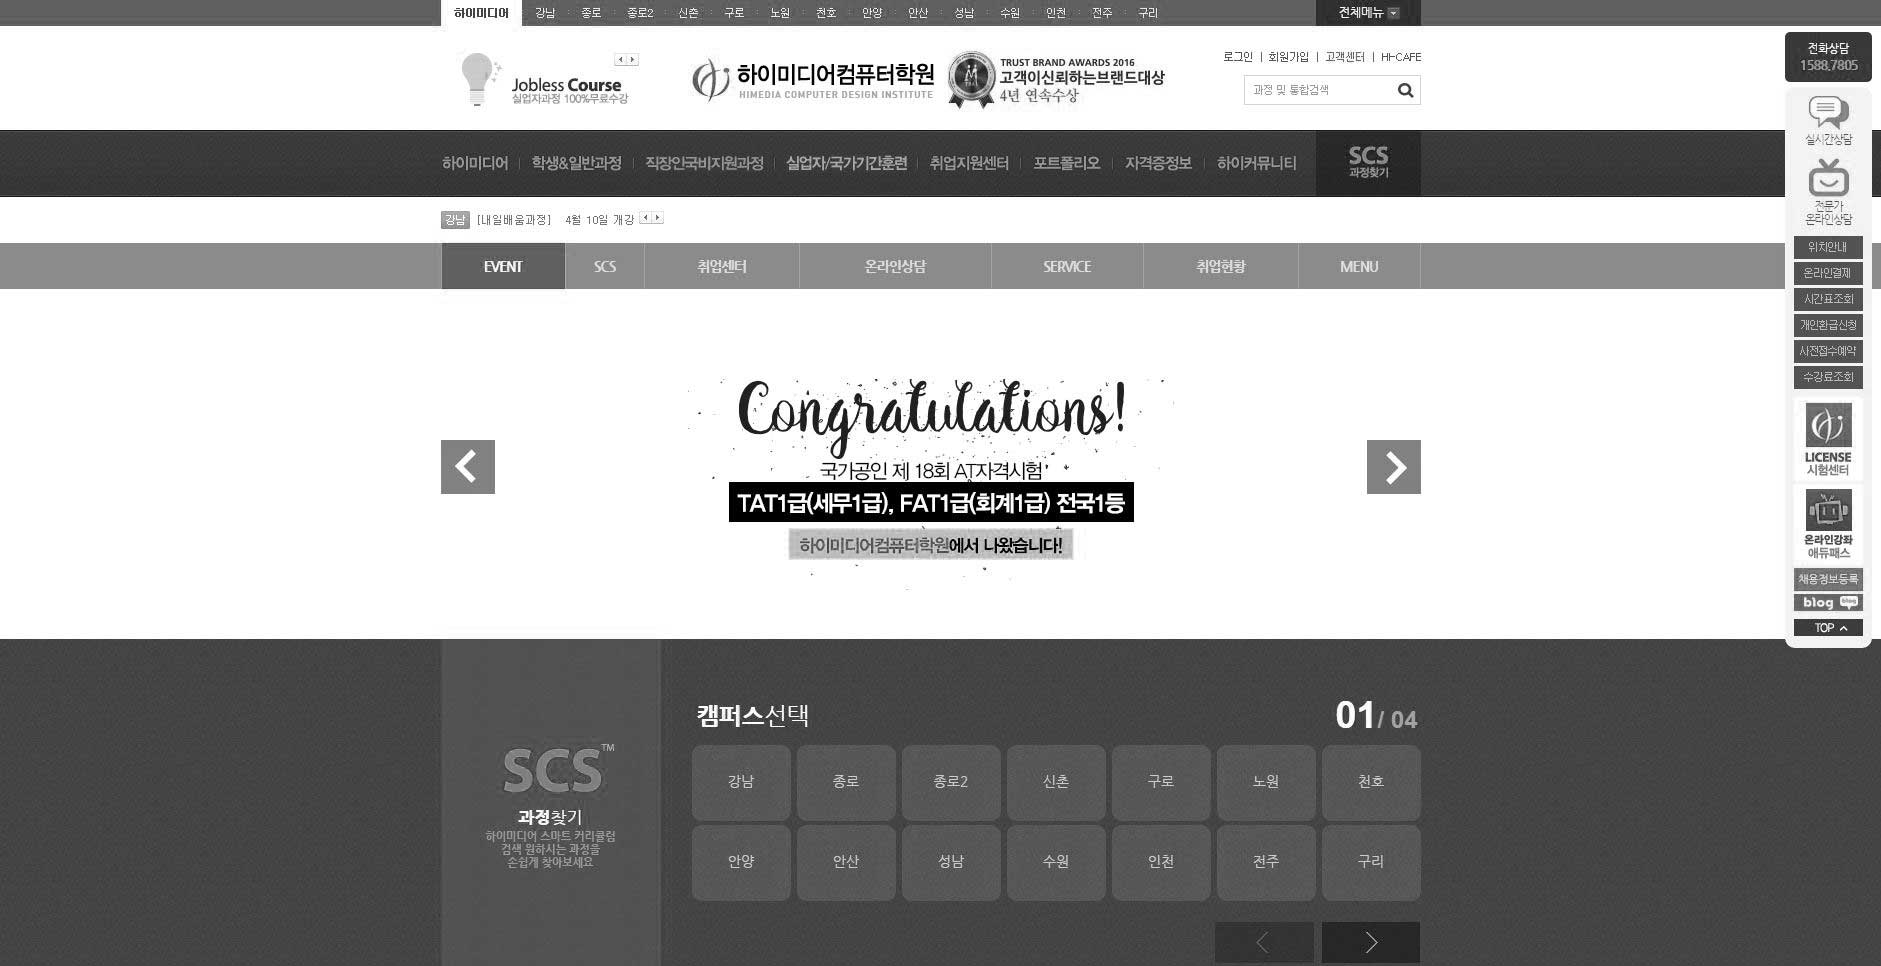 하이미디어 강남 종로 종로2 신촌 구로 노원 천호 안양 안산 성남 수원 인천 전주 구리 전체메뉴
Jobless Course
실업자과정 100%무료수강
하이미디어컴퓨터학원
HIMEDIA COMPUTER DESIGN INSTITUTE
TRUST BRAND AWARDS 2016
고객이신뢰하는브랜드대상
4년 연속수상
로그인 | 회원가입 | 고객센터 | HI-CAFE
과정 및 통합검색
하이미디어 학생&일반과정 직장인국비지원과정 실업자/국가기간훈련 취업지원센터 포트폴리오 자격증정보 하이커뮤니티
SCS
과정찾기
강남 [내일배움과정] 4월 10일 개강
EVENT SCS 취업센터 온라인상담 SERVICE 취업현황 MENU
Congratulations!
국가공인 제 18회 AT자격시험
TAT1급(세무1급), FAT1급(회계1급) 전국1등
하이미디어컴퓨터학원에서 나왔습니다!
SCS™
과정찾기
하이미디어 스마트 커리큘럼
검색 원하시는 과정을
손쉽게 찾아보세요
캠퍼스선택
01 / 04
강남 종로 종로2 신촌 구로 노원 천호
안양 안산 성남 수원 인천 전주 구리
전화상담
1588.7805
실시간상담
전문가
온라인상담
위치안내
온라인결제
시간표조회
개인환급신청
사전접수예약
수강료조회
LICENSE
시험센터
온라인강좌
에듀패스
채용정보등록
blog blog
TOP